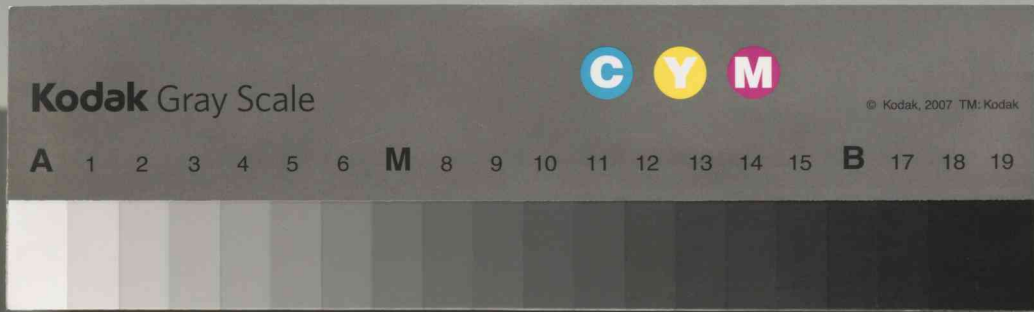 C Y M
Kodak Gray Scale
© Kodak, 2007 TM: Kodak
A 1 2 3 4 5 6 M 8 9 10 11 12 13 14 15 B 17 18 19